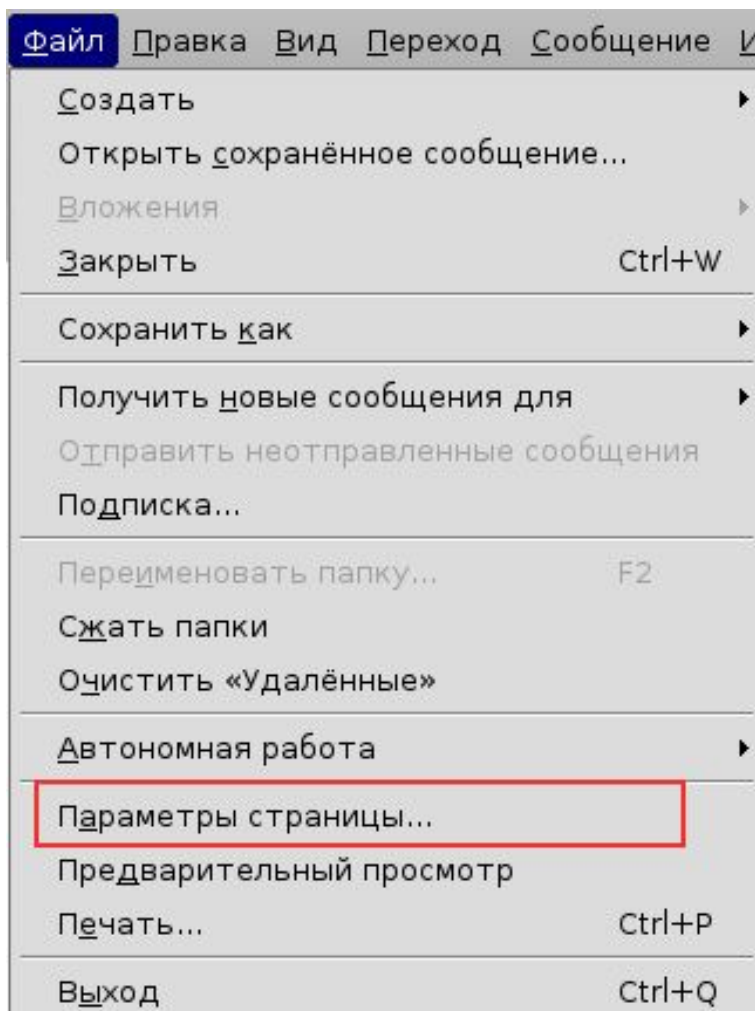 Файл Правка Вид Переход Сообщение
Создать
Открыть сохранённое сообщение...
Вложения
Закрыть Ctrl+W
Сохранить как
Получить новые сообщения для
Отправить неотправленные сообщения
Подписка...
Переименовать папку... F2
Сжать папки
Очистить «Удалённые»
Автономная работа
Параметры страницы...
Предварительный просмотр
Печать... Ctrl+P
Выход Ctrl+Q